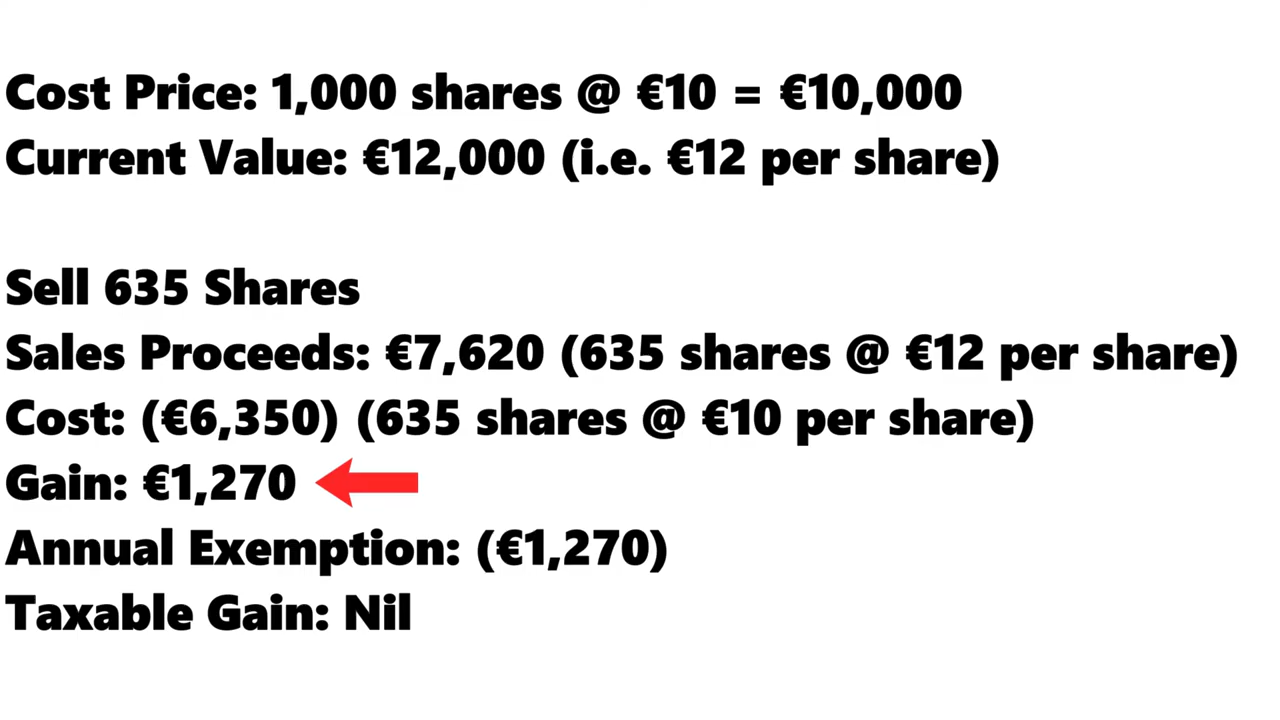 Cost Price: 1,000 shares @ €10 = €10,000
Current Value: €12,000 (i.e. €12 per share)
Sell 635 Shares
Sales Proceeds: €7,620 (635 shares @ €12 per share)
Cost: (€6,350) (635 shares @ €10 per share)
Gain: €1,270
Annual Exemption: (€1,270)
Taxable Gain: Nil